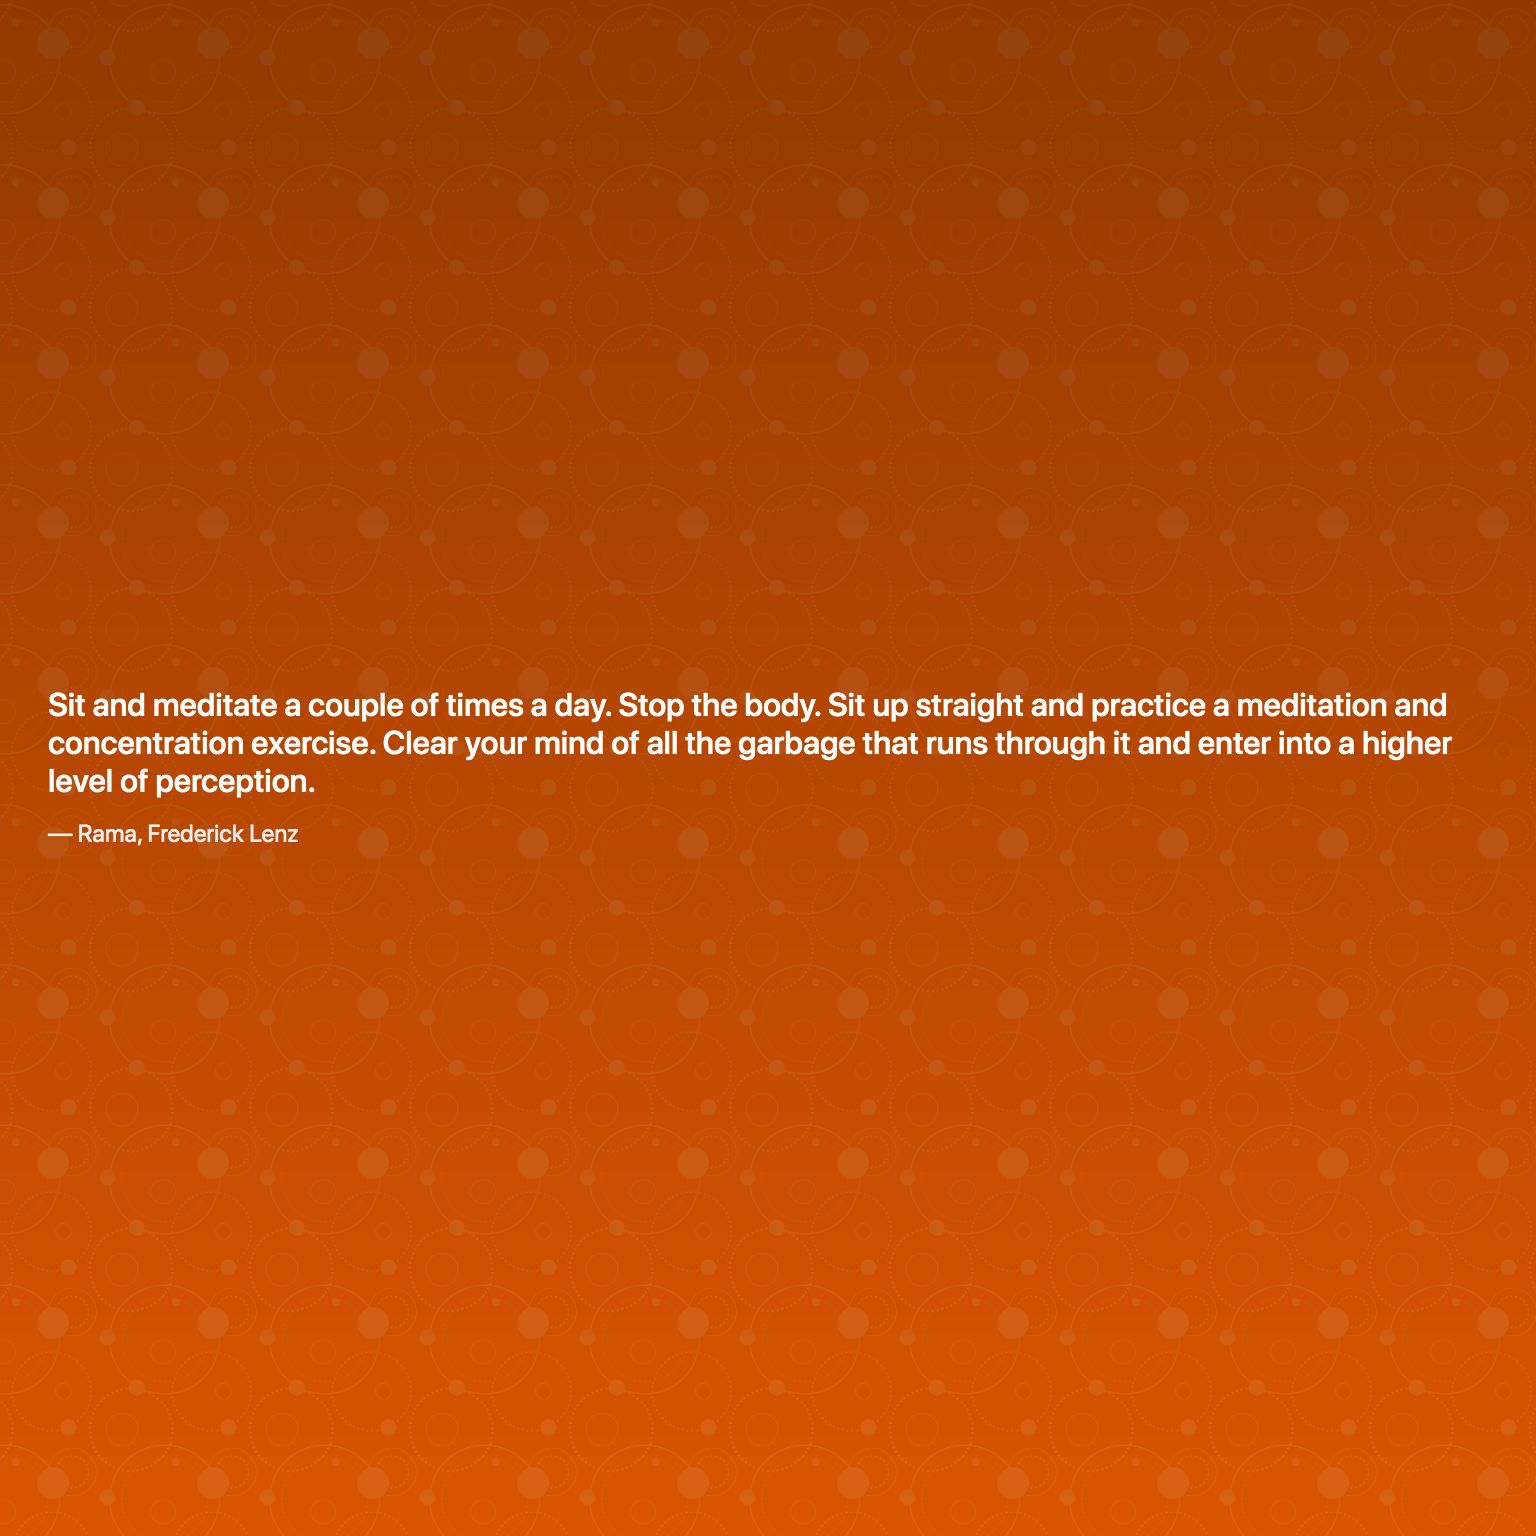 Sit and meditate a couple of times a day. Stop the body. Sit up straight and practice a meditation and
concentration exercise. Clear your mind of all the garbage that runs through it and enter into a higher
level of perception.
— Rama, Frederick Lenz